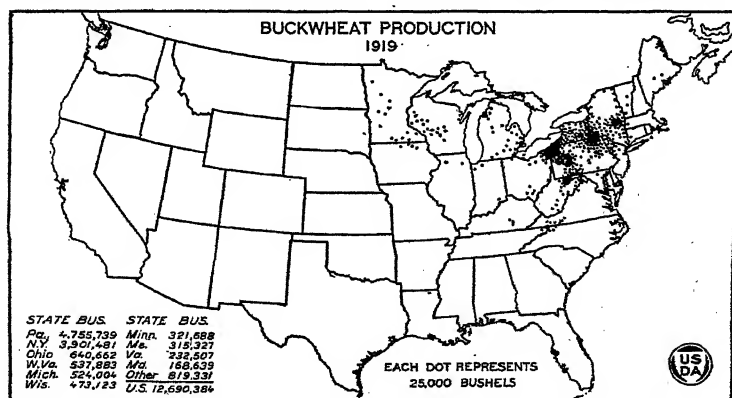 BUCKWHEAT PRODUCTION
1919
STATE BUS. STATE BUS.
Pa. 4,755,739 Minn. 321,688
N.Y. 3,901,481 Me. 315,327
Ohio 640,662 Va. 232,507
W.Va. 537,883 Md. 168,639
Mich. 524,004 Other 819,331
Wis. 473,123 U.S. 12,690,384
EACH DOT REPRESENTS
25,000 BUSHELS
US
DA